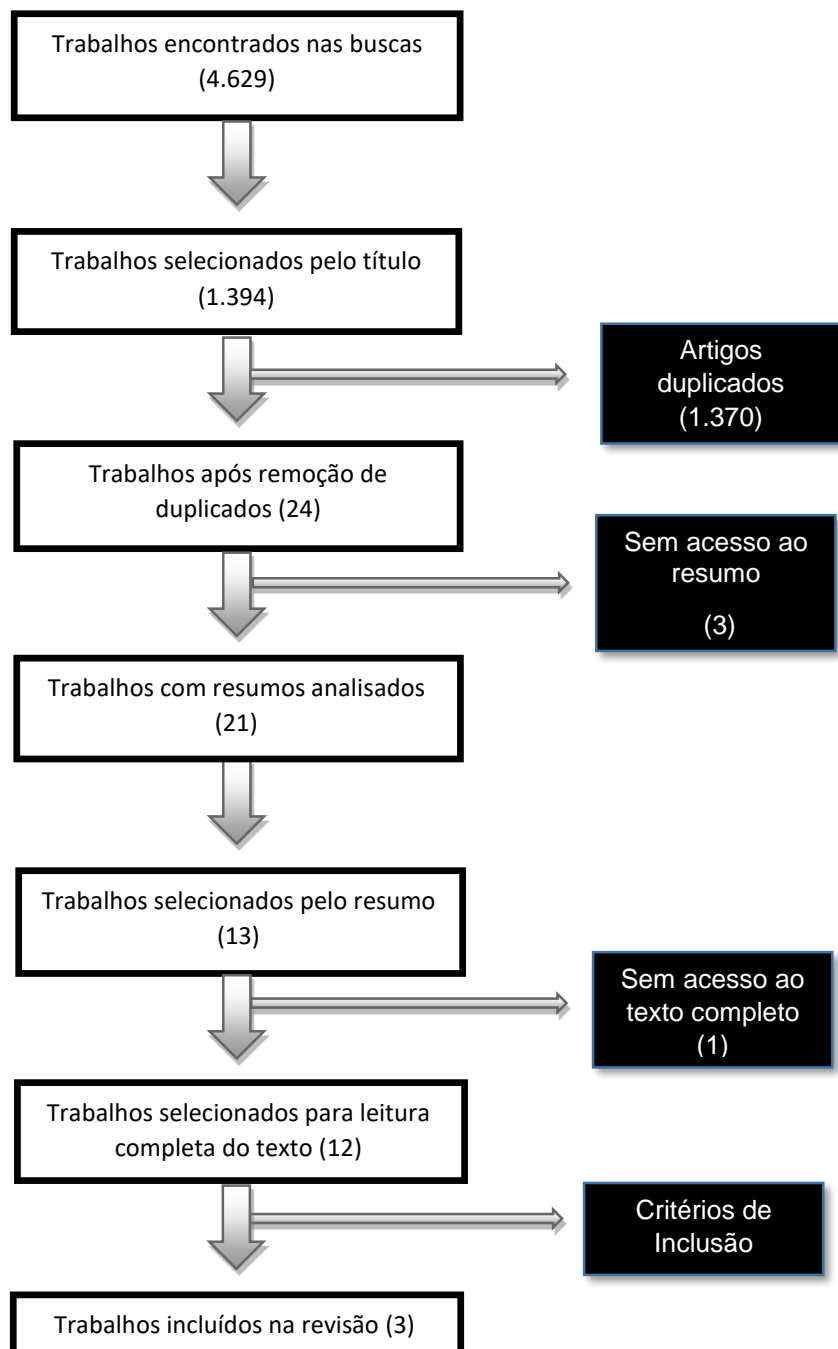 Trabalhos encontrados nas buscas
(4.629)
Trabalhos selecionados pelo título
(1.394)
Artigos
duplicados
(1.370)
Trabalhos após remoção de
duplicados (24)
Sem acesso ao
resumo
(3)
Trabalhos com resumos analisados
(21)
Trabalhos selecionados pelo resumo
(13)
Sem acesso ao
texto completo
(1)
Trabalhos selecionados para leitura
completa do texto (12)
Critérios de
Inclusão
Trabalhos incluídos na revisão (3)